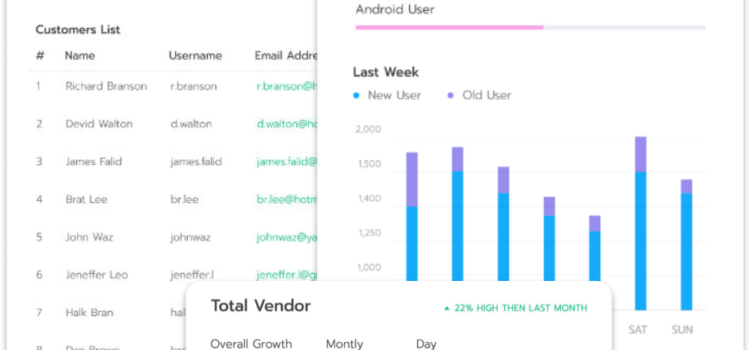 Customers List
# Name Username Email Addre
1 Richard Branson r.branson r.branson@h
2 Devid Walton d.walton d.walton@ho
3 James Falid james.falid james.falid@
4 Brat Lee br.lee br.lee@hotm
5 John Waz johnwaz johnwaz@ya
6 Jeneffer Leo jeneffer.l jeneffer.l@g
7 Halk Bran hal
8
Android User
Last Week
New User Old User
2,000
1,500
1,400
1,250
1,000
SAT SUN
Total Vendor
22% HIGH THEN LAST MONTH
Overall Growth Montly Day